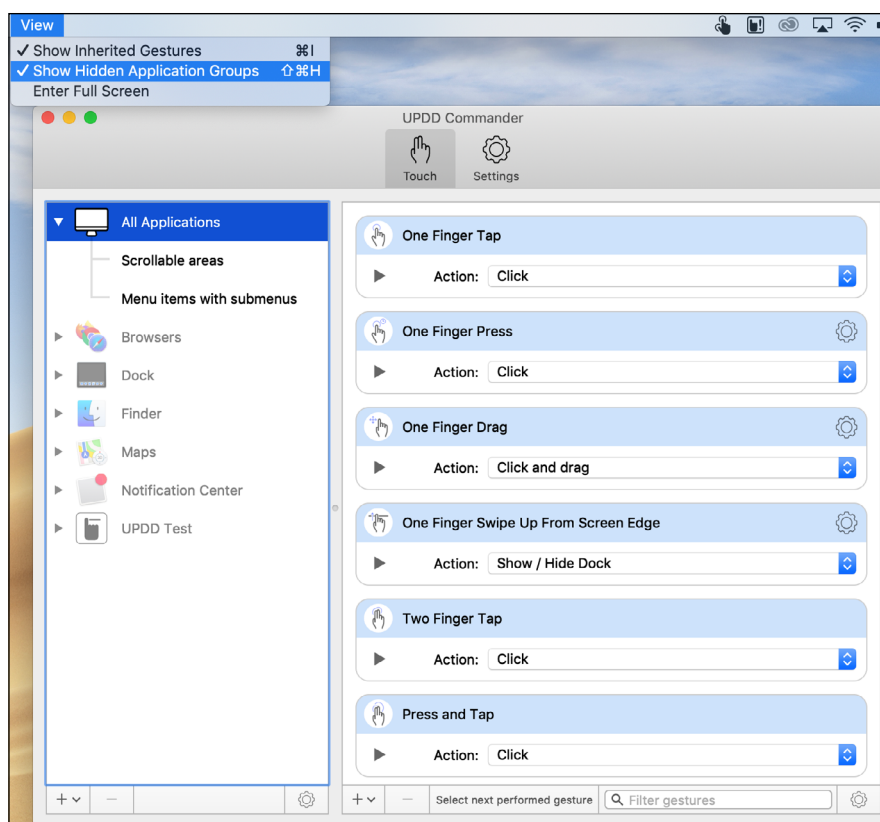 View
✓ Show Inherited Gestures ⌘I
✓ Show Hidden Application Groups ⇧⌘H
Enter Full Screen
UPDD Commander
Touch
Settings
All Applications
Scrollable areas
Menu items with submenus
Browsers
Dock
Finder
Maps
Notification Center
UPDD Test
One Finger Tap
Action: Click
One Finger Press
Action: Click
One Finger Drag
Action: Click and drag
One Finger Swipe Up From Screen Edge
Action: Show / Hide Dock
Two Finger Tap
Action: Click
Press and Tap
Action: Click
Select next performed gesture
Filter gestures